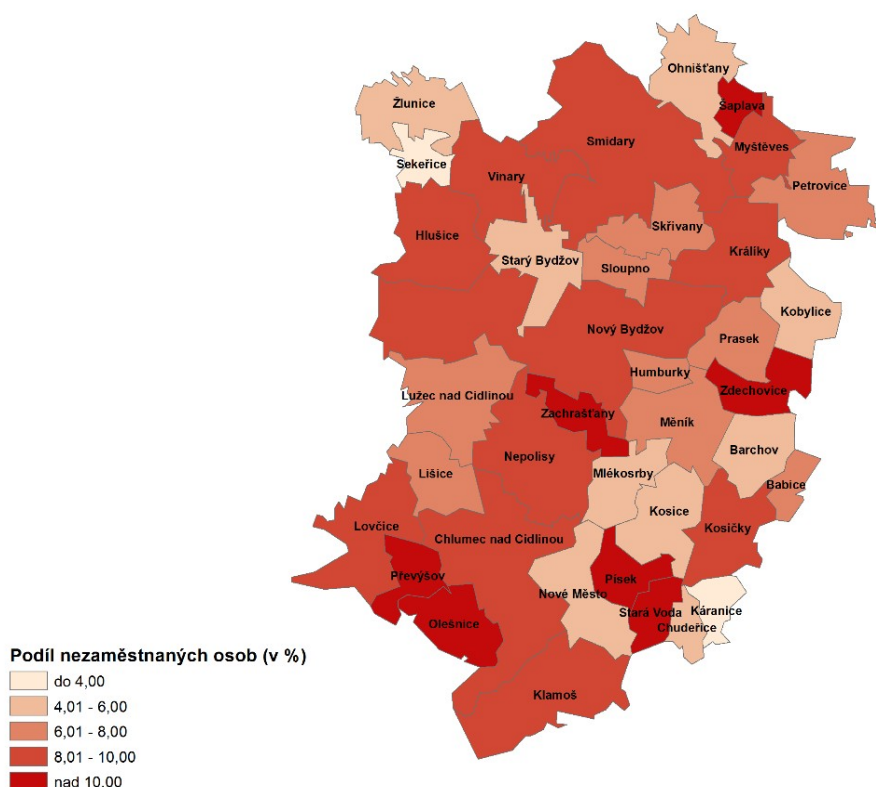 Ohnišťany
Žlunice
Šaplava
Smidary
Myštěves
Sekeřice
Vinary
Petrovice
Skřivany
Hlušice
Králíky
Starý Bydžov
Sloupno
Kobylice
Nový Bydžov
Prasek
Humburky
Zdechovice
Lužec nad Cidlinou
Zachrašťany
Měník
Barchov
Nepolisy
Mlékosrby
Lišice
Babice
Kosice
Lovčice
Kosičky
Chlumec nad Cidlinou
Převýšov
Písek
Nové Město
Káranice
Stará Voda
Olešnice
Chudeřice
Klamoš
Podíl nezaměstnaných osob (v %)
do 4,00
4,01 - 6,00
6,01 - 8,00
8,01 - 10,00
nad 10,00